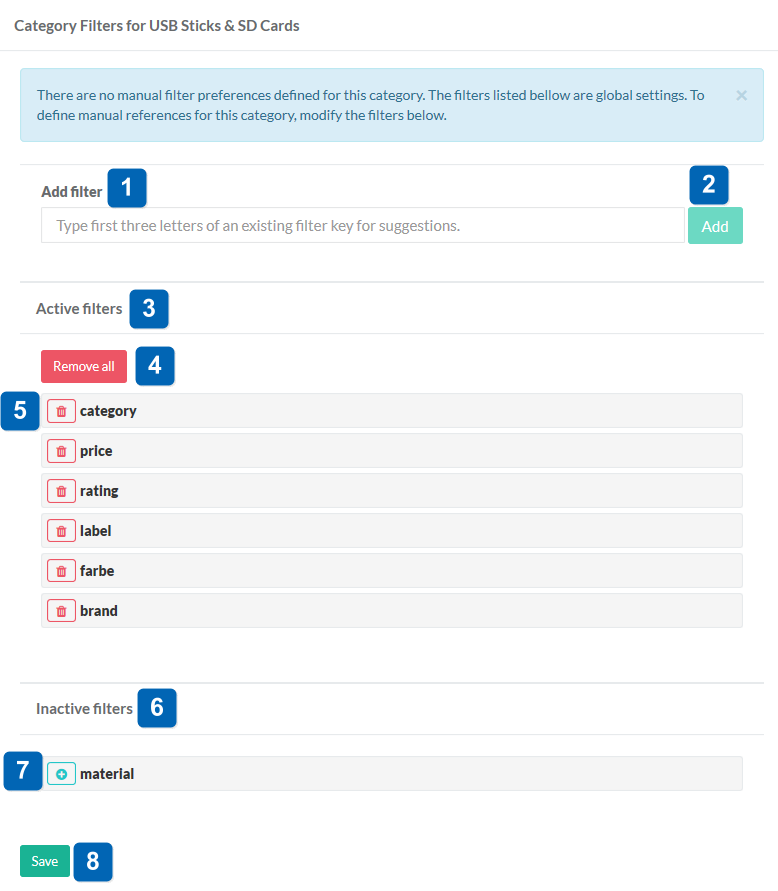 Category Filters for USB Sticks & SD Cards
There are no manual filter preferences defined for this category. The filters listed bellow are global settings. To
define manual references for this category, modify the filters below.
×
Add filter 1
2
Type first three letters of an existing filter key for suggestions.
Add
Active filters 3
Remove all 4
5 category
price
rating
label
farbe
brand
Inactive filters 6
7 material
Save 8